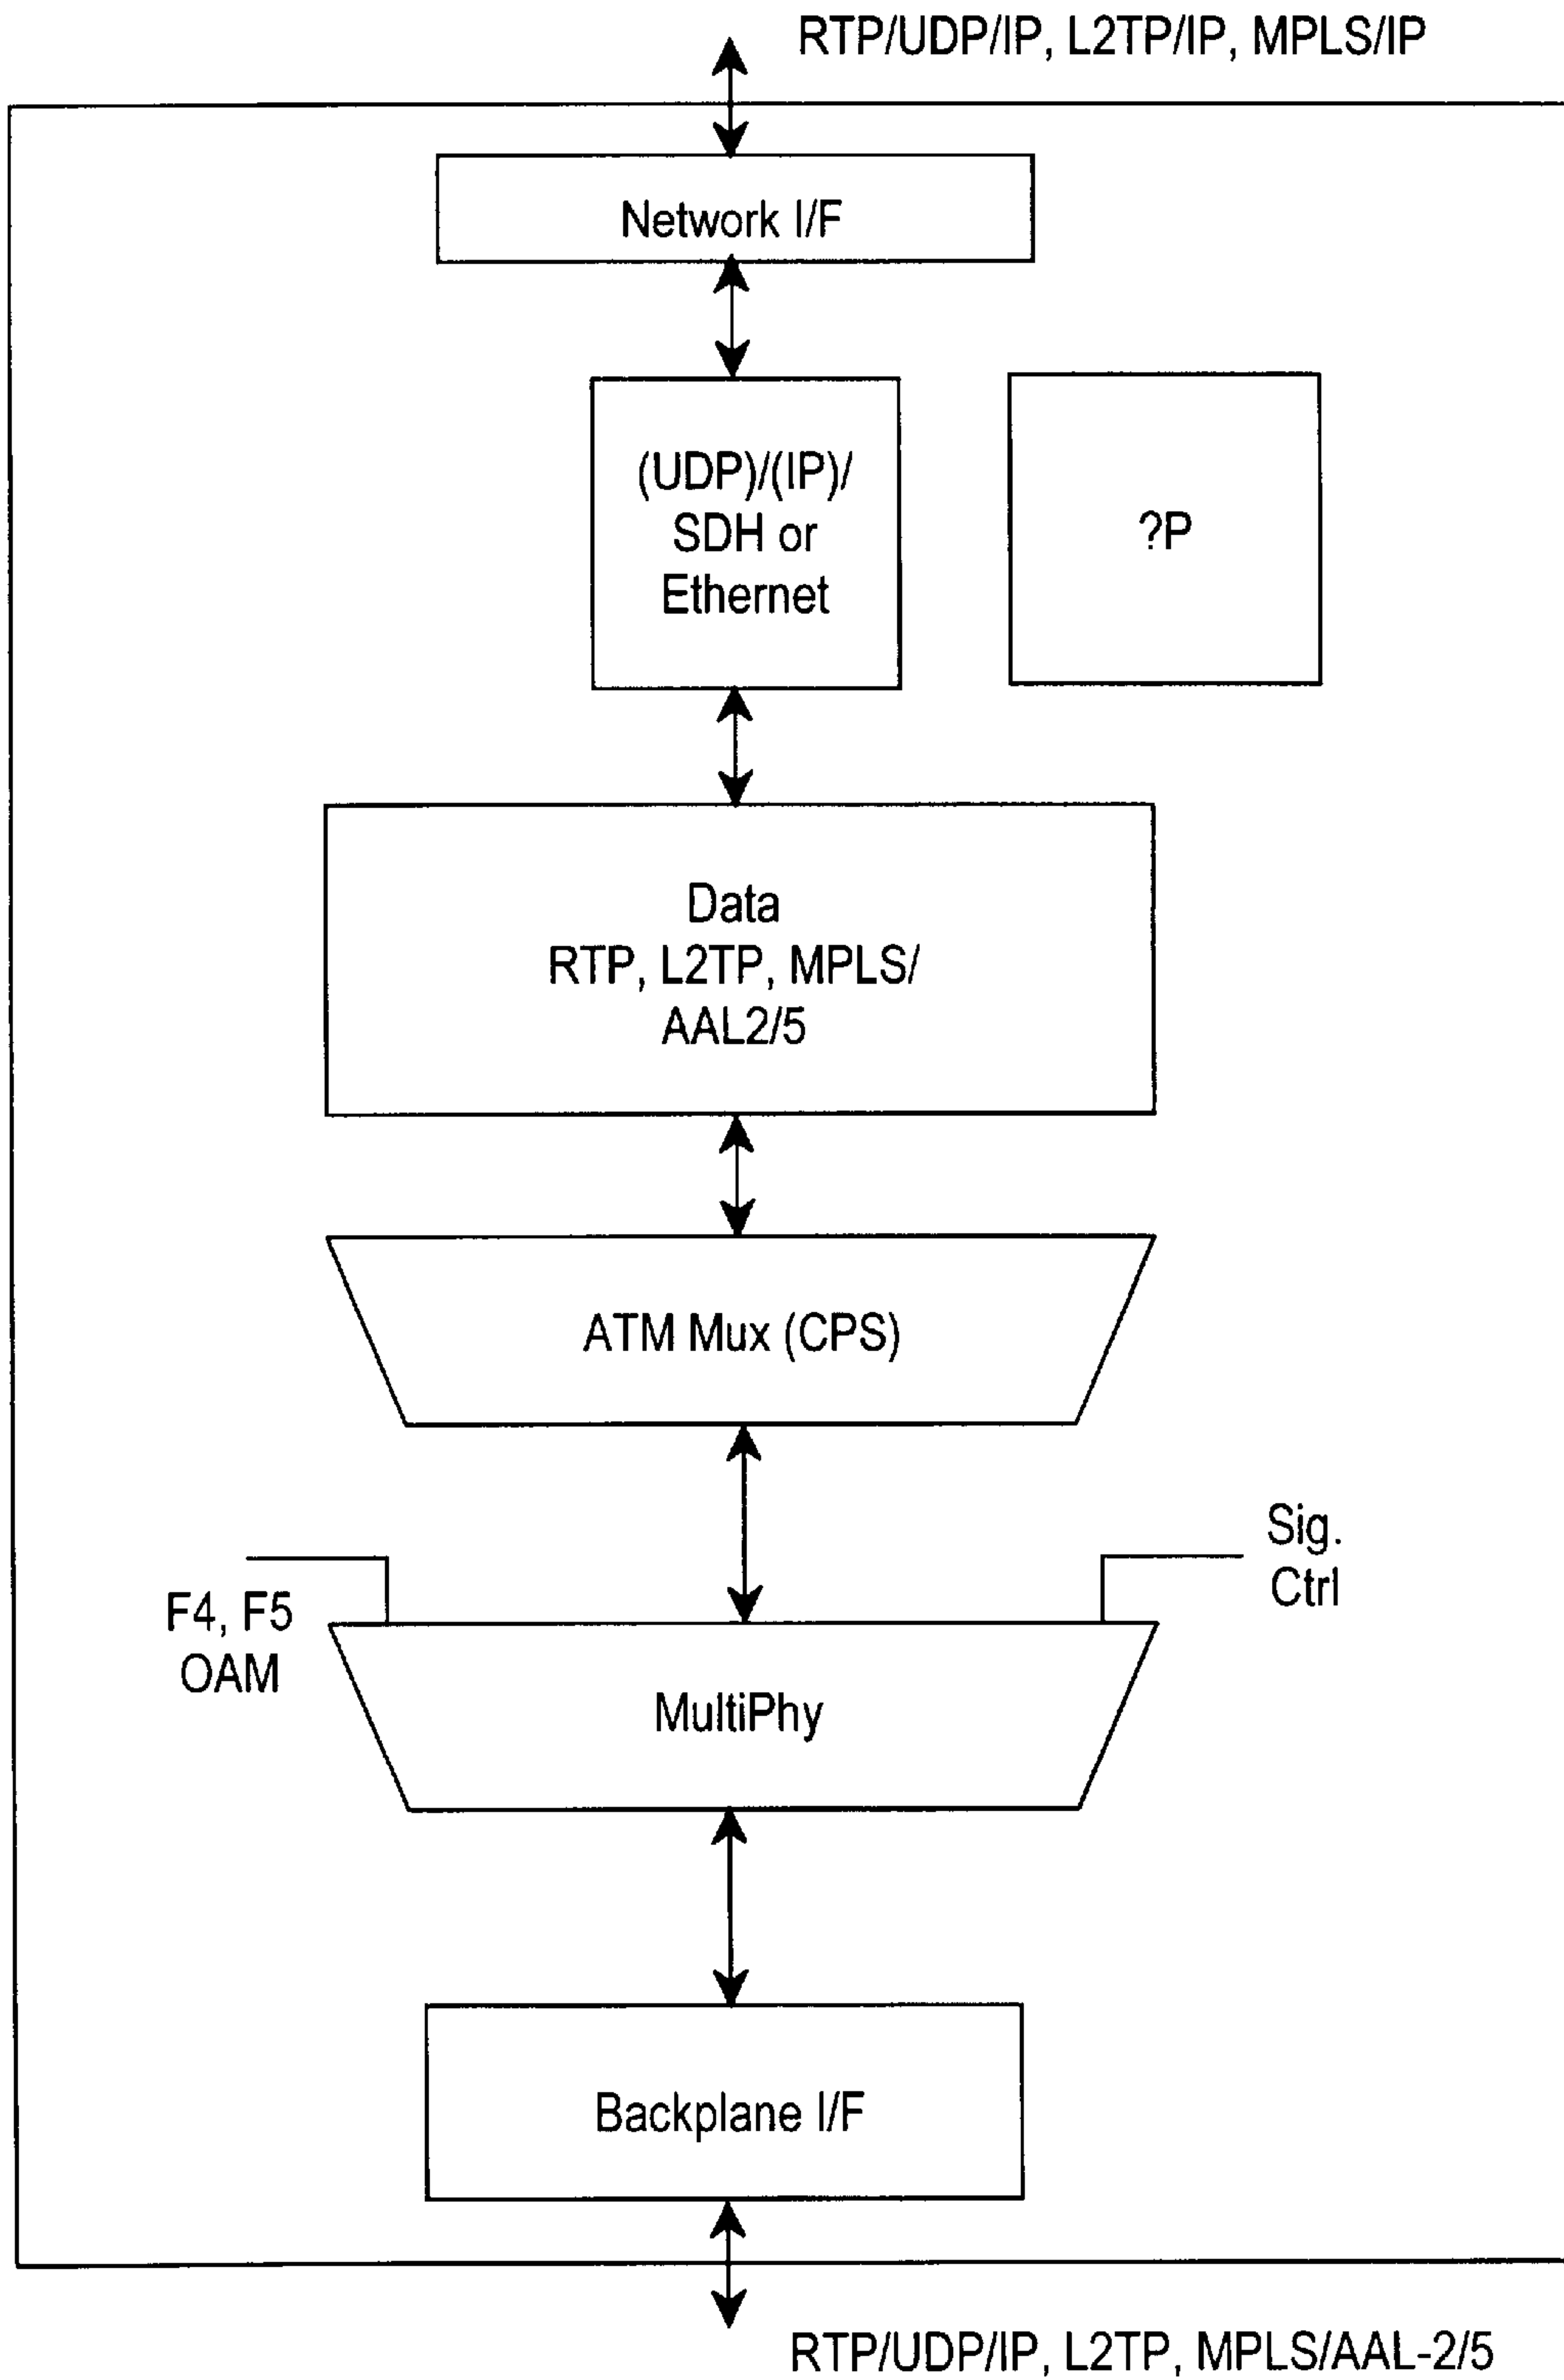 RTP/UDP/IP, L2TP/IP, MPLS/IP
Network I/F
(UDP)/(IP)/
SDH or
Ethernet
?P
Data
RTP, L2TP, MPLS/
AAL2/5
ATM Mux (CPS)
F4, F5
OAM
Sig.
Ctrl
MultiPhy
Backplane I/F
RTP/UDP/IP, L2TP, MPLS/AAL-2/5